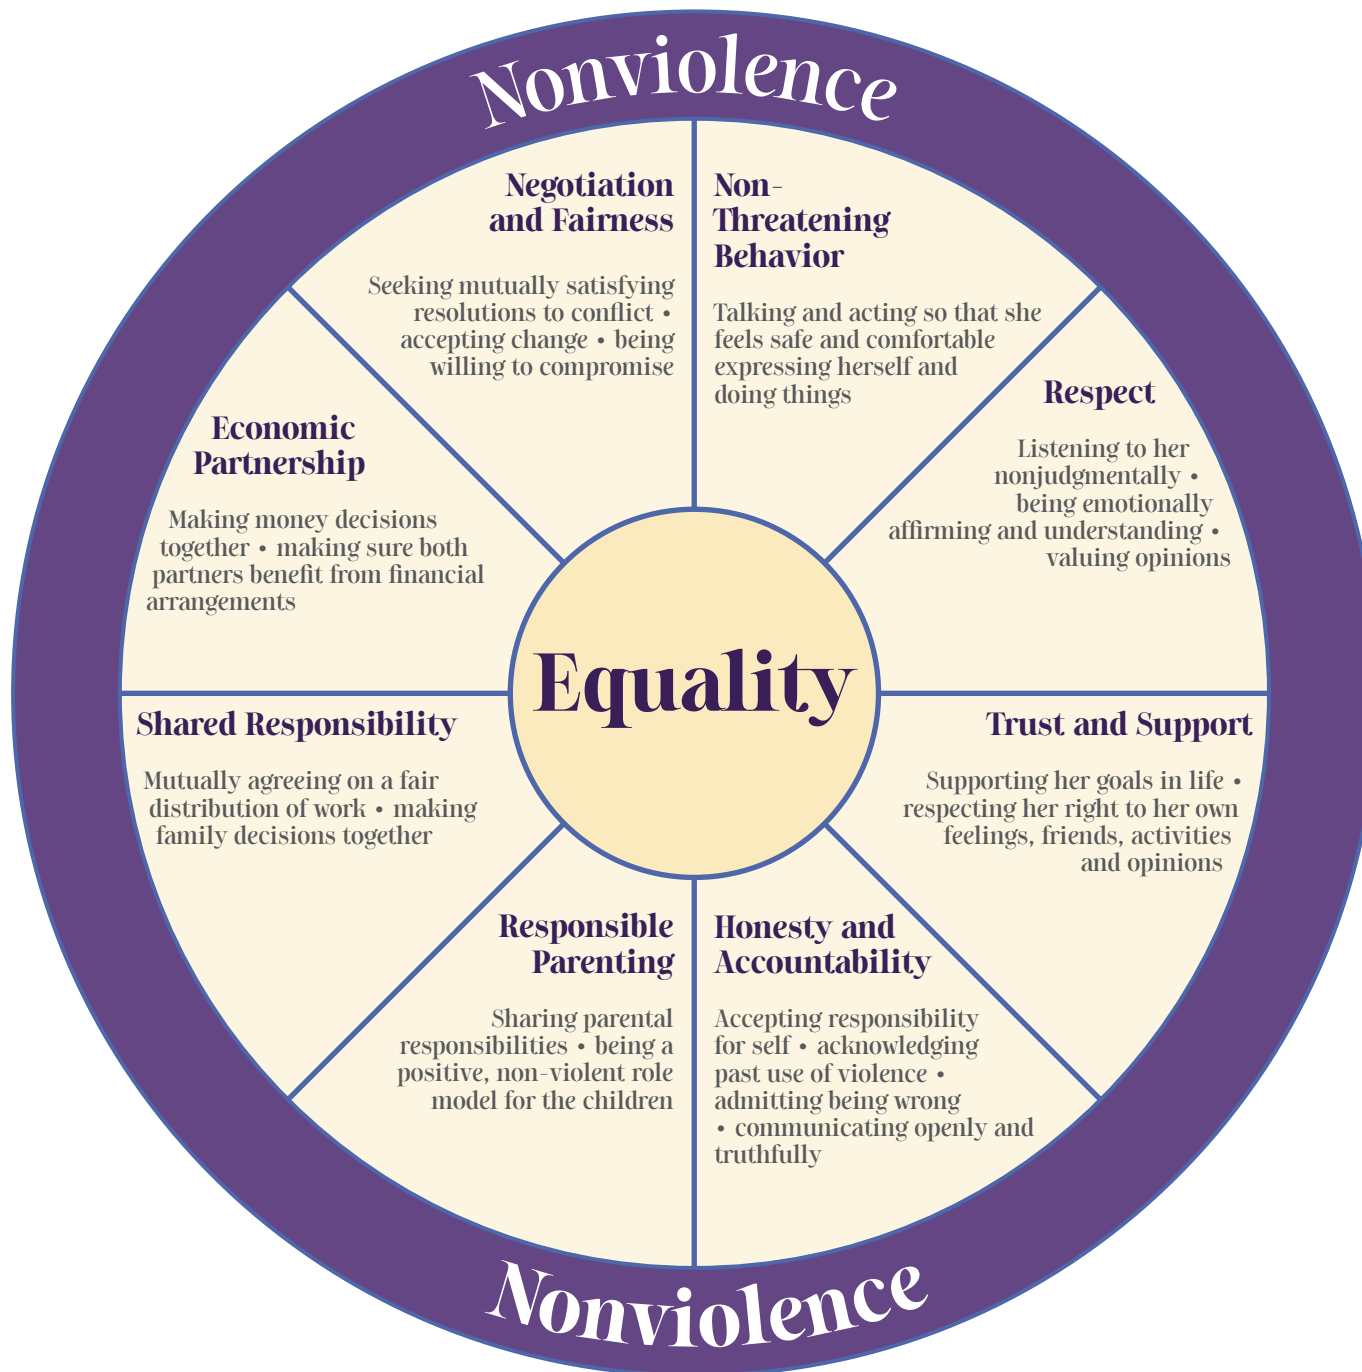 Nonviolence
Negotiation
and Fairness
Seeking mutually satisfying
resolutions to conflict •
accepting change • being
willing to compromise
Non-
Threatening
Behavior
Talking and acting so that she
feels safe and comfortable
expressing herself and
doing things
Respect
Listening to her
nonjudgmentally •
being emotionally
affirming and understanding •
valuing opinions
Economic
Partnership
Making money decisions
together • making sure both
partners benefit from financial
arrangements
Equality
Shared Responsibility
Mutually agreeing on a fair
distribution of work • making
family decisions together
Trust and Support
Supporting her goals in life •
respecting her right to her own
feelings, friends, activities
and opinions
Responsible
Parenting
Sharing parental
responsibilities • being a
positive, non-violent role
model for the children
Honesty and
Accountability
Accepting responsibility
for self • acknowledging
past use of violence •
admitting being wrong
• communicating openly and
truthfully
Nonviolence